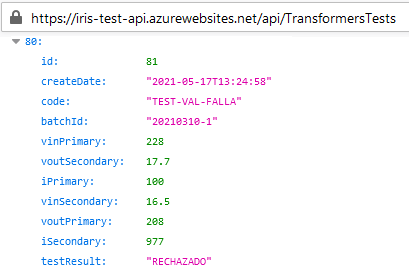 https://iris-test-api.azurewebsites.net/api/TransformersTests
80:
id: 81
createDate: "2021-05-17T13:24:58"
code: "TEST-VAL-FALLA"
batchId: "20210310-1"
vinPrimary: 228
voutSecondary: 17.7
iPrimary: 100
vinSecondary: 16.5
voutPrimary: 208
iSecondary: 977
testResult: "RECHAZADO"